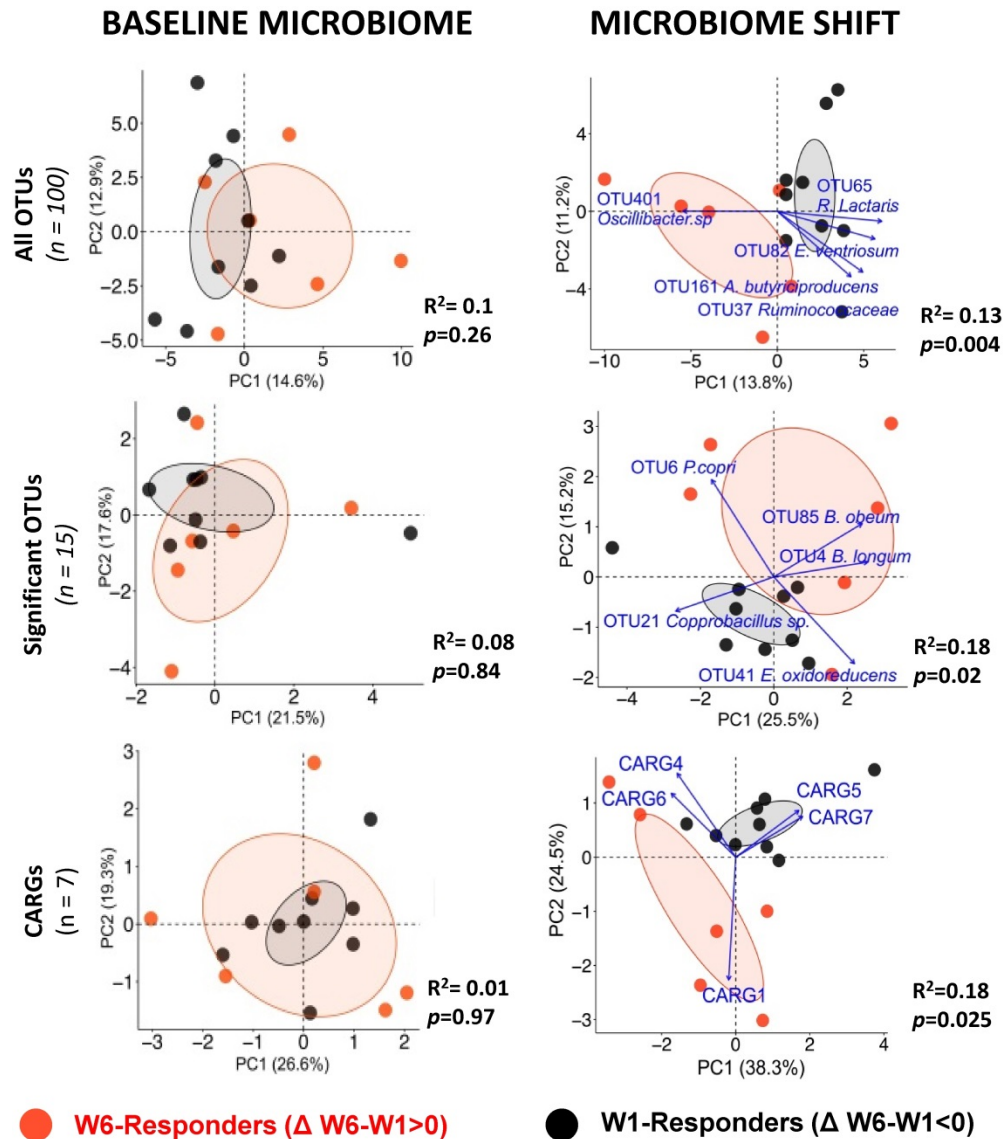 BASELINE MICROBIOME
MICROBIOME SHIFT
All OTUs
(n = 100)
PC2 (12.9%)
5.0
2.5
0.0
−2.5
−5.0
−5
0
5
10
PC1 (14.6%)
R²= 0.1
p=0.26
PC2 (11.2%)
4
0
−4
−10
−5
0
5
PC1 (13.8%)
OTU401
Oscillibacter.sp
OTU65
R. Lactaris
OTU82 E. ventriosum
OTU161 A. butyriciproducens
OTU37 Ruminococcaceae
R²= 0.13
p=0.004
Significant OTUs
(n = 15)
PC2 (17.6%)
2
0
−2
−4
−2
0
2
4
PC1 (21.5%)
R²= 0.08
p=0.84
PC2 (15.2%)
3
2
1
0
−1
−2
−4
−2
0
2
PC1 (25.5%)
OTU6 P.copri
OTU85 B. obeum
OTU4 B. longum
OTU21 Copprobacillus sp.
OTU41 E. oxidoreducens
R²=0.18
p=0.02
CARGs
(n = 7)
PC2 (19.3%)
3
2
1
0
−1
−3
−2
−1
0
1
2
PC1 (26.6%)
R²= 0.01
p=0.97
PC2 (24.5%)
1
0
−1
−2
−3
−2
0
2
4
PC1 (38.3%)
CARG4
CARG6
CARG5
CARG7
CARG1
R²=0.18
p=0.025
W6-Responders (Δ W6-W1>0)
W1-Responders (Δ W6-W1<0)